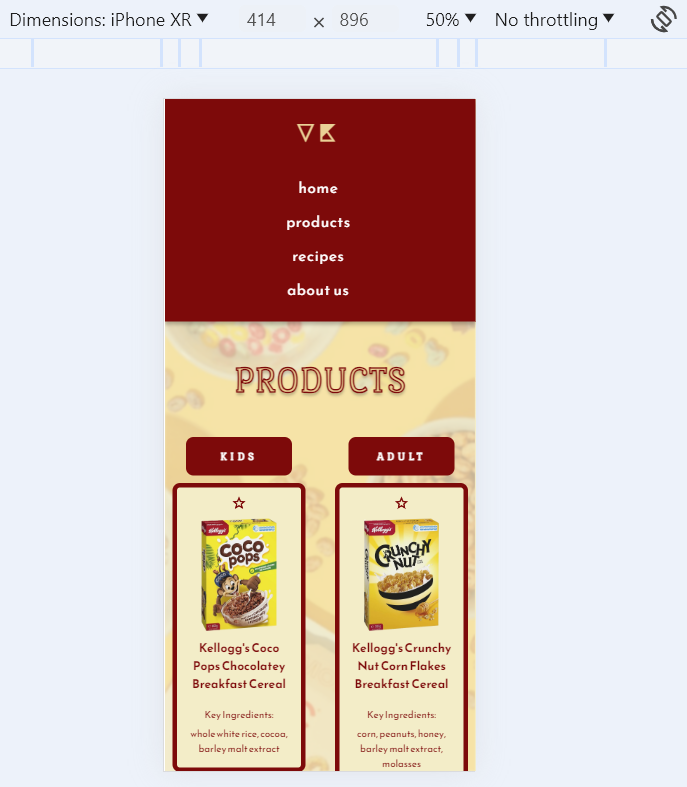 Dimensions: iPhone XR ▼ 414 × 896 50% ▼ No throttling ▼
home
products
recipes
about us
PRODUCTS
KIDS
ADULT
Kellogg's
COCO
POPS
Kellogg's
CRUNCHY
NUT
Kellogg's Coco
Pops Chocolatey
Breakfast Cereal
Key Ingredients:
whole white rice, cocoa,
barley malt extract
Kellogg's Crunchy
Nut Corn Flakes
Breakfast Cereal
Key Ingredients:
corn, peanuts, honey,
barley malt extract,
molasses